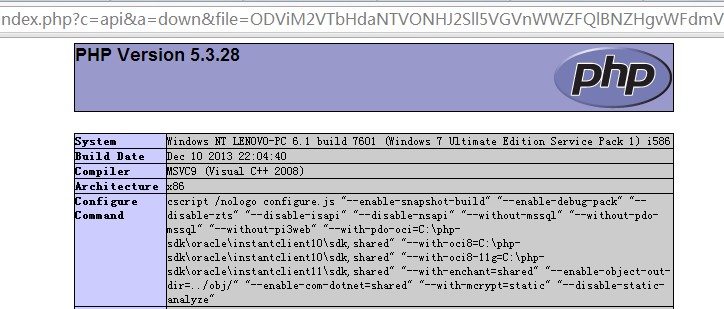 ndex.php?c=api&a=down&file=ODViM2VTbHdaNTVONHJ2Sll5VGVnWWZFQlBNZHgvWFdmV
PHP Version 5.3.28
php
System Windows NT LENOVO-PC 6.1 build 7601 (Windows 7 Ultimate Edition Service Pack 1) i586
Build Date Dec 10 2013 22:04:40
Compiler MSVC9 (Visual C++ 2008)
Architecture x86
Configure cscript /nologo configure.js "--enable-snapshot-build" "--enable-debug-pack" "--
Command disable-zts" "--disable-isapi" "--disable-nsapi" "--without-mssql" "--without-pdo-
mssql" "--without-pi3web" "--with-pdo-oci=C:\php-
sdk\oracle\instantclient10\sdk,shared" "--with-oci8=C:\php-
sdk\oracle\instantclient10\sdk,shared" "--with-oci8-11g=C:\php-
sdk\oracle\instantclient11\sdk,shared" "--with-enchant=shared" "--enable-object-out-
dir=../obj/" "--enable-com-dotnet=shared" "--with-mcrypt=static" "--disable-static-
analyze"